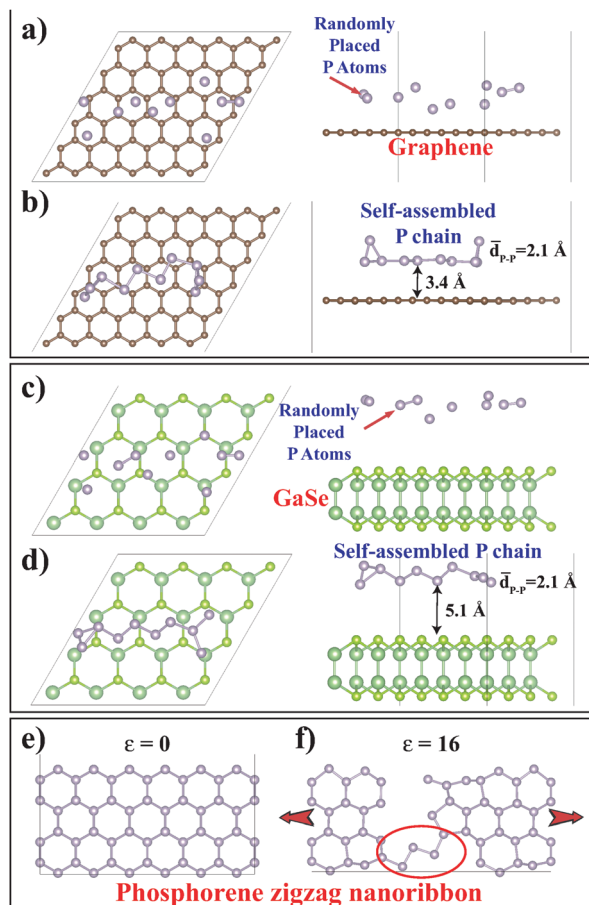 a)
Randomly
Placed
P Atoms
Graphene
b)
Self-assembled
P chain
d̅P-P=2.1 Å
3.4 Å
c)
Randomly
Placed
P Atoms
GaSe
d)
Self-assembled P chain
d̅P-P=2.1 Å
5.1 Å
e)
ε = 0
f)
ε = 16
Phosphorene zigzag nanoribbon